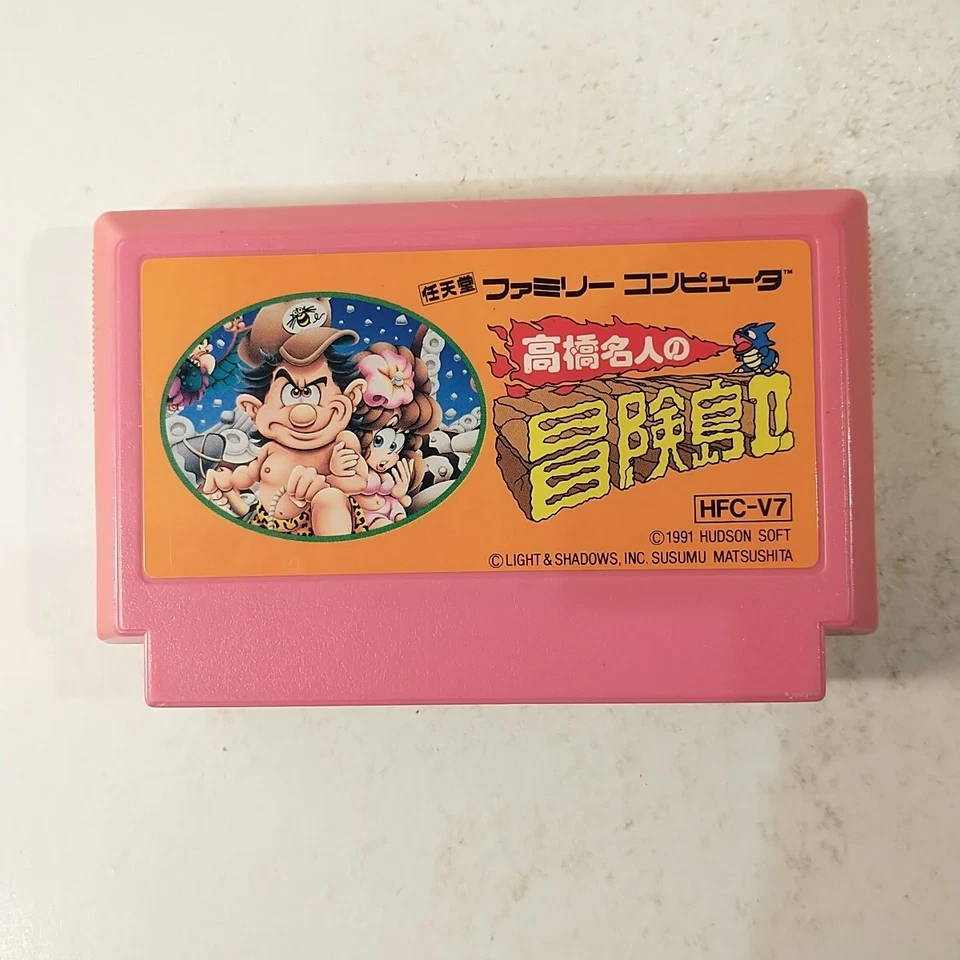 任天堂 ファミリー コンピュータ™
高橋名人の
冒険島II
HFC-V7
©1991 HUDSON SOFT
©LIGHT & SHADOWS, INC. SUSUMU MATSUSHITA